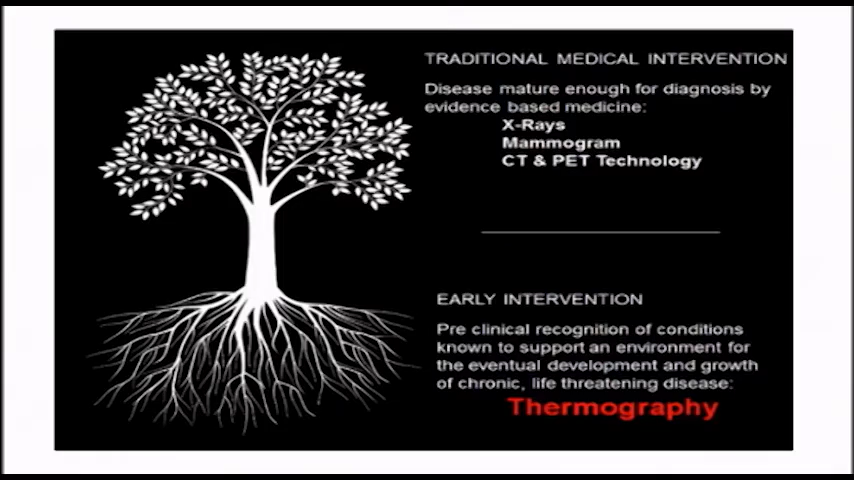 TRADITIONAL MEDICAL INTERVENTION
Disease mature enough for diagnosis by
evidence based medicine:
X-Rays
Mammogram
CT & PET Technology
EARLY INTERVENTION
Pre clinical recognition of conditions
known to support an environment for
the eventual development and growth
of chronic, life threatening disease:
Thermography